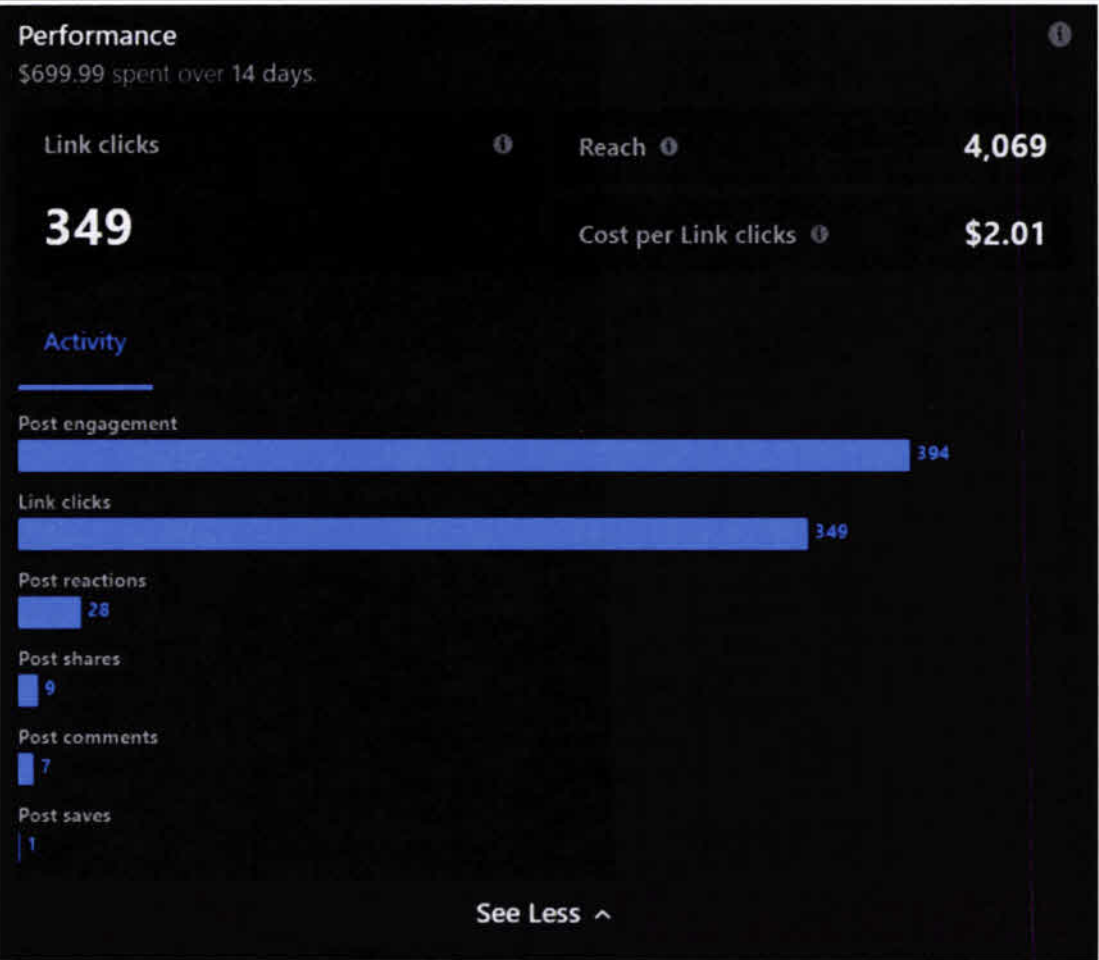 Performance
$699.99 spent over 14 days.
Link clicks
349
Reach 4,069
Cost per Link clicks $2.01
Activity
Post engagement
394
Link clicks
349
Post reactions
28
Post shares
9
Post comments
7
Post saves
1
See Less